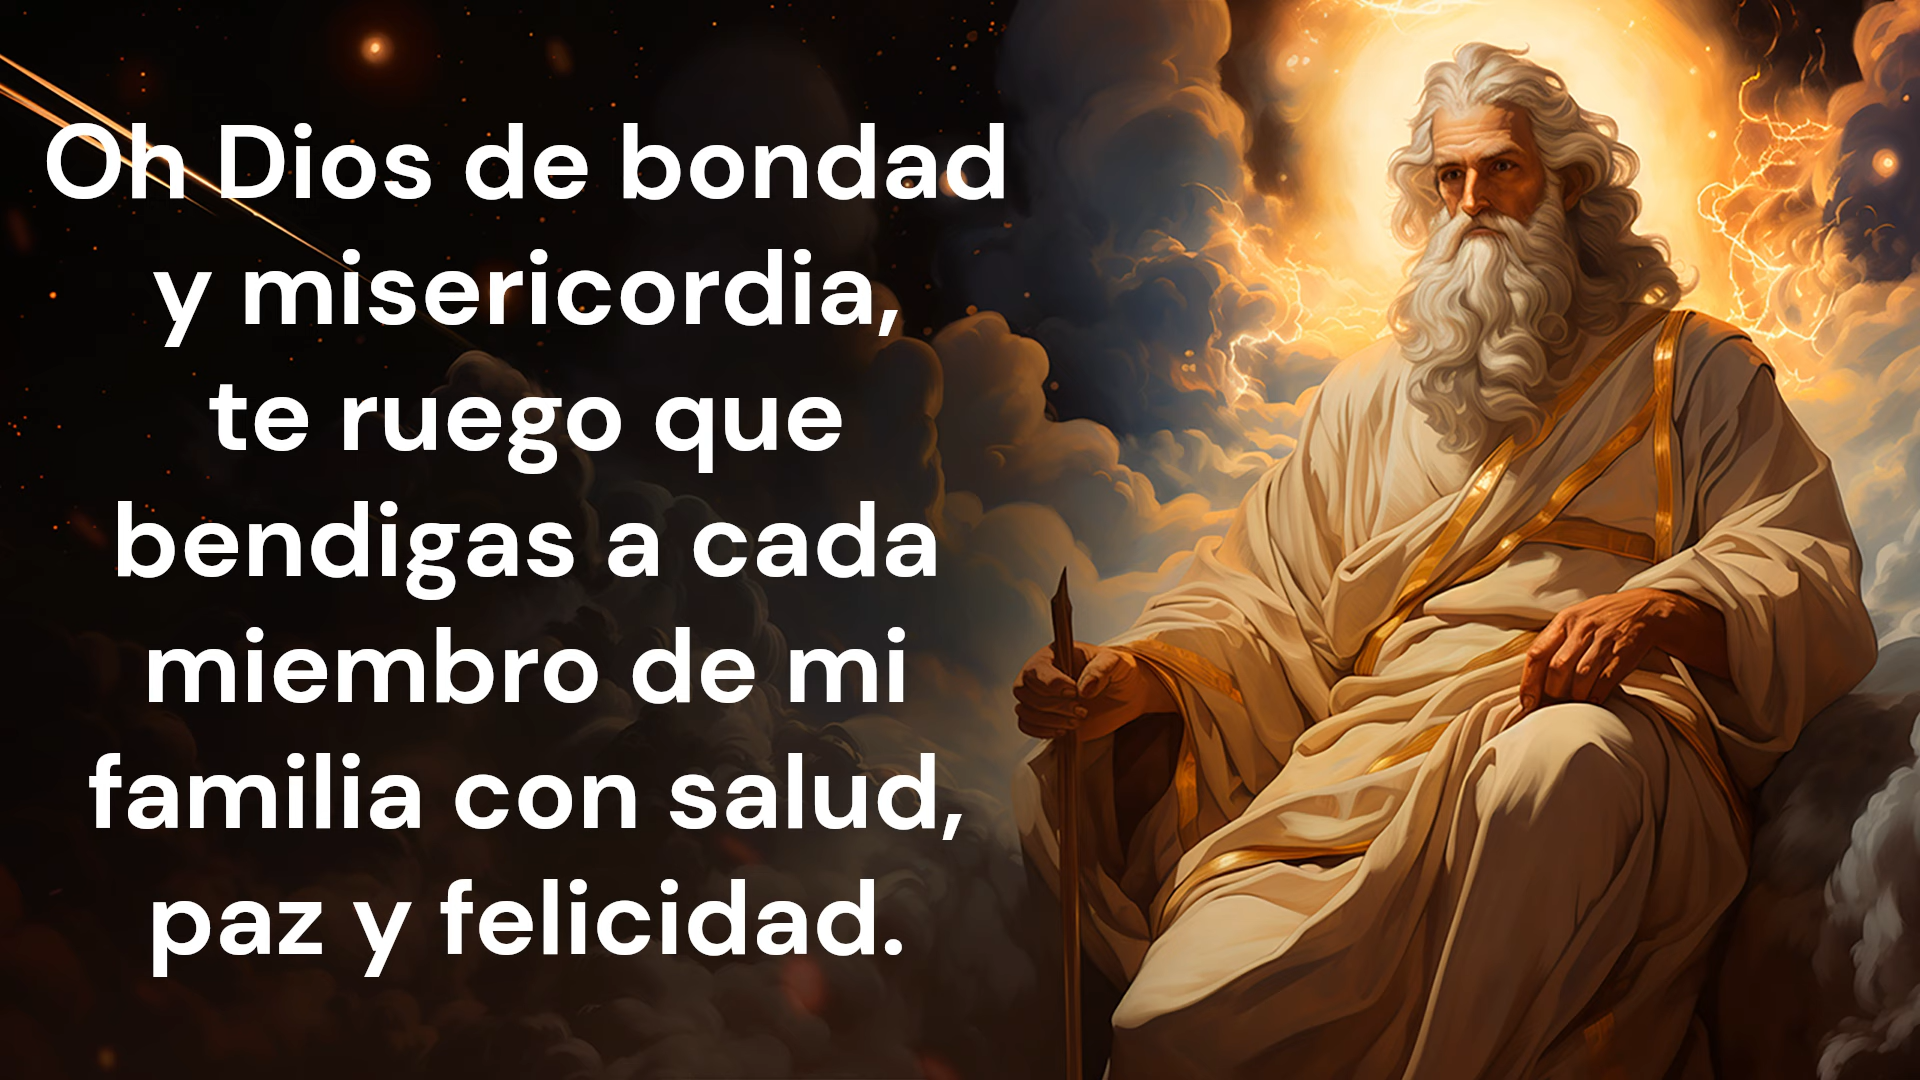 Oh Dios de bondad
y misericordia,
te ruego que
bendigas a cada
miembro de mi
familia con salud,
paz y felicidad.